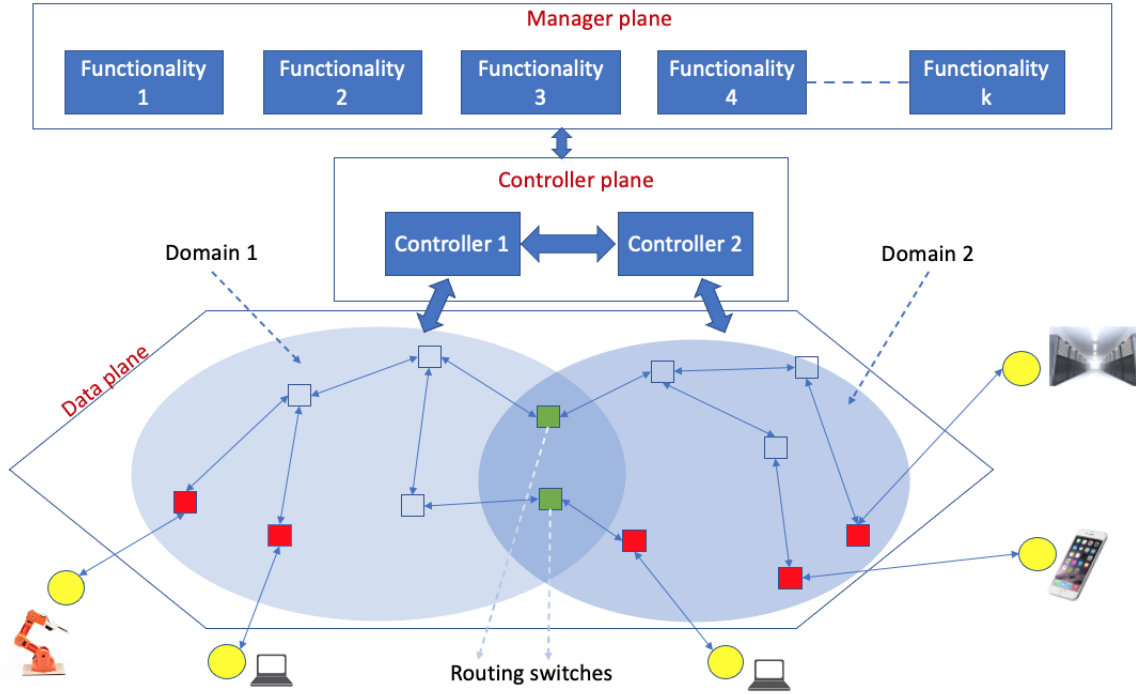 Manager plane
Functionality
1
Functionality
2
Functionality
3
Functionality
4
Functionality
k
Controller plane
Controller 1
Controller 2
Domain 1
Domain 2
Data plane
Routing switches